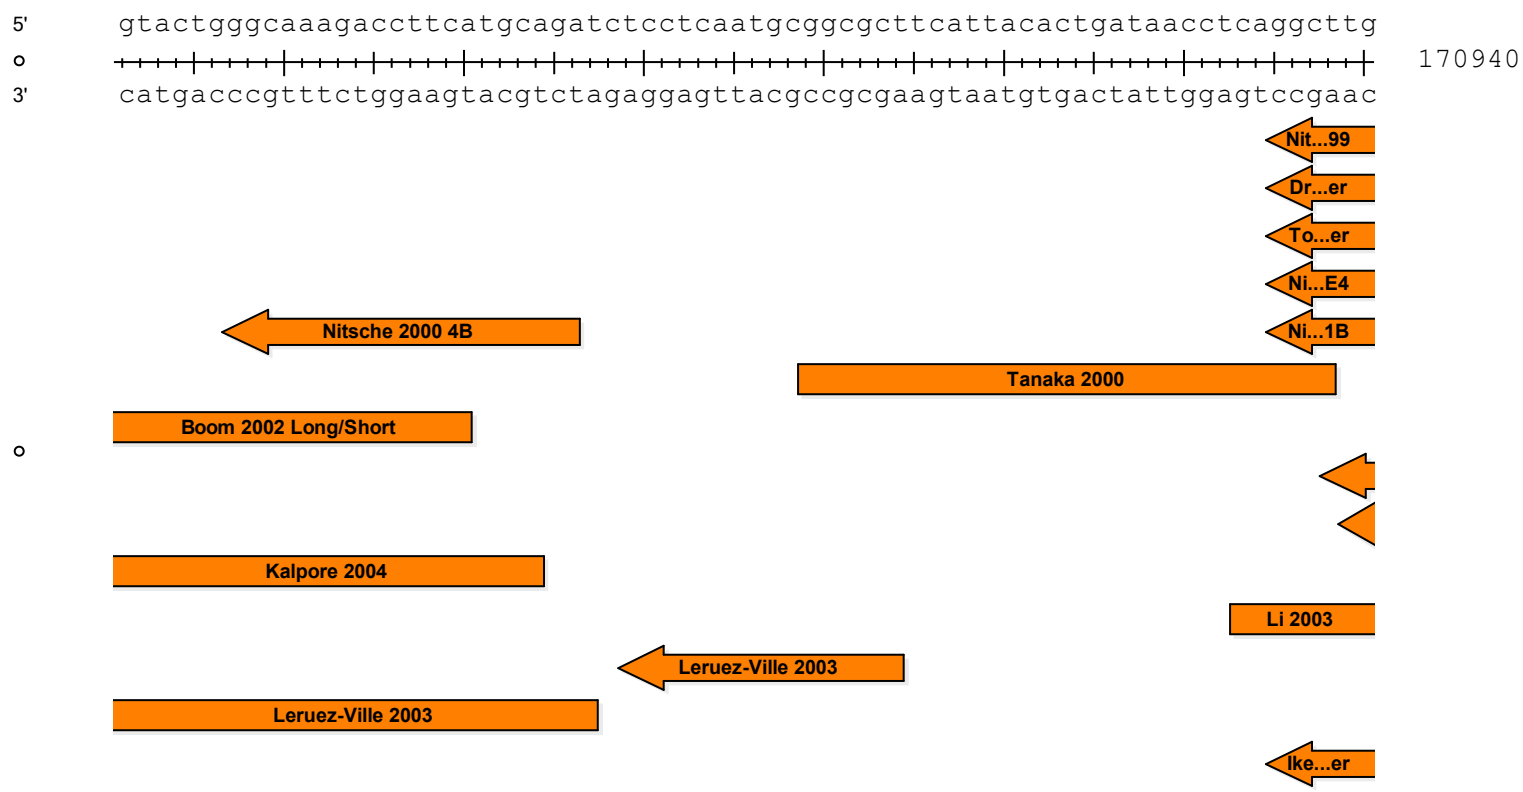 5' gtactgggcaaagaccttcatgcagatctcctcaatgcggcgcttcattacactgataacctcaggcttg
170940
3' catgacccgtttctggaagtacgtctagaggagttacgccgcgaagtaatgtgactattggagtccgaac
Nit...99
Dr...er
To...er
Ni...E4
Nitsche 2000 4B Ni...1B
Tanaka 2000
Boom 2002 Long/Short
Kalpore 2004
Li 2003
Leruez-Ville 2003
Leruez-Ville 2003
Ike...er